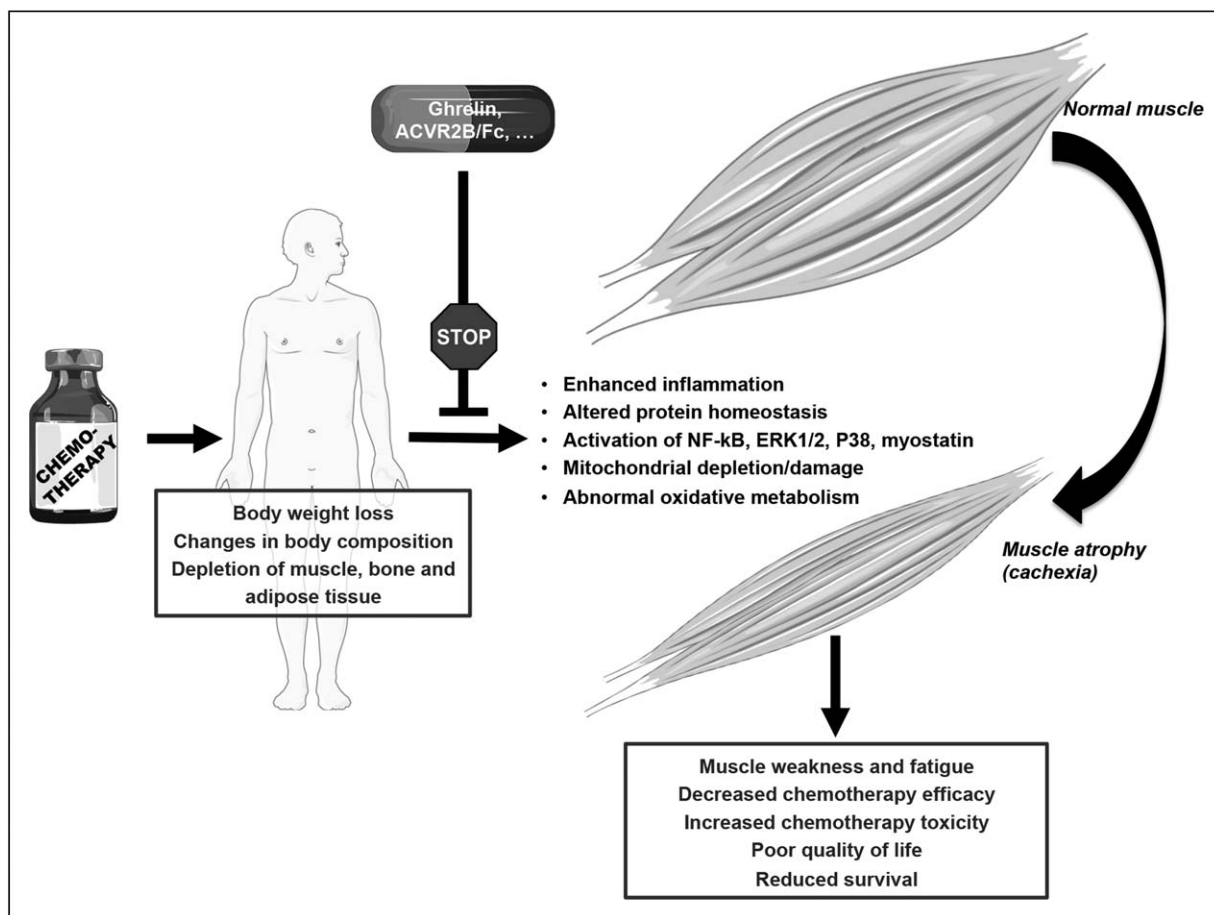 Ghrelin,
ACVR2B/Fc, …
Normal muscle
STOP
CHEMO-
THERAPY
• Enhanced inflammation
• Altered protein homeostasis
• Activation of NF-kB, ERK1/2, P38, myostatin
• Mitochondrial depletion/damage
• Abnormal oxidative metabolism
Body weight loss
Changes in body composition
Depletion of muscle, bone and
adipose tissue
Muscle atrophy
(cachexia)
Muscle weakness and fatigue
Decreased chemotherapy efficacy
Increased chemotherapy toxicity
Poor quality of life
Reduced survival